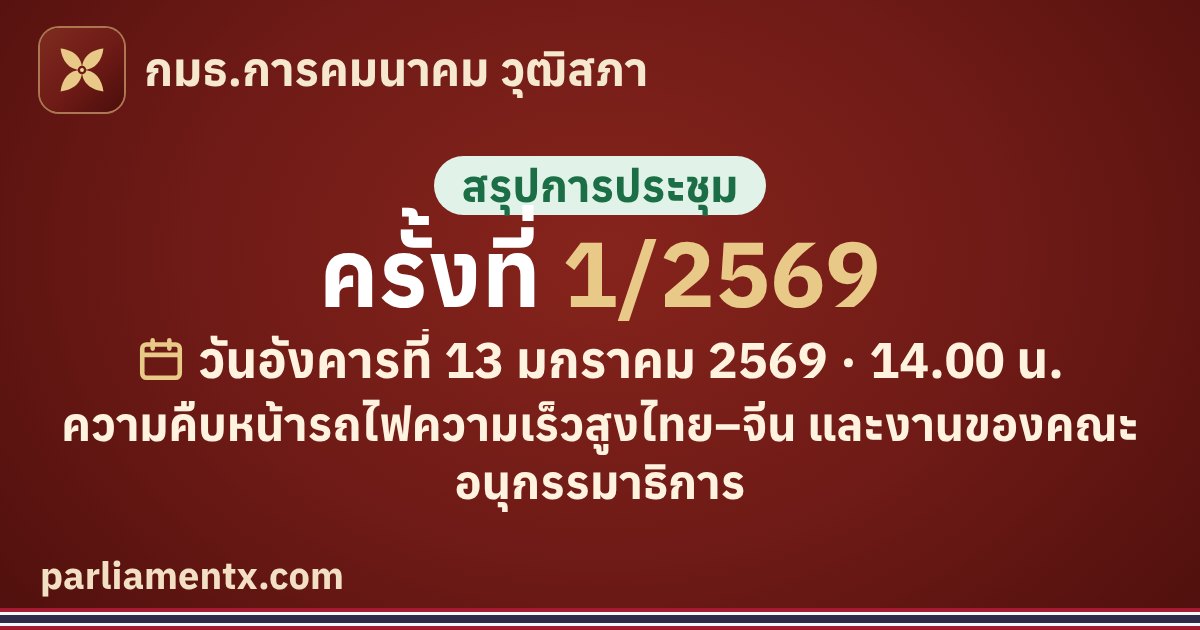 กมธ.การคมนาคม วุฒิสภา
สรุปการประชุม
ครั้งที่ 1/2569
วันอังคารที่ 13 มกราคม 2569 · 14.00 น.
ความคืบหน้ารถไฟความเร็วสูงไทย–จีน และงานของคณะ
อนุกรรมาธิการ
parliamentx.com